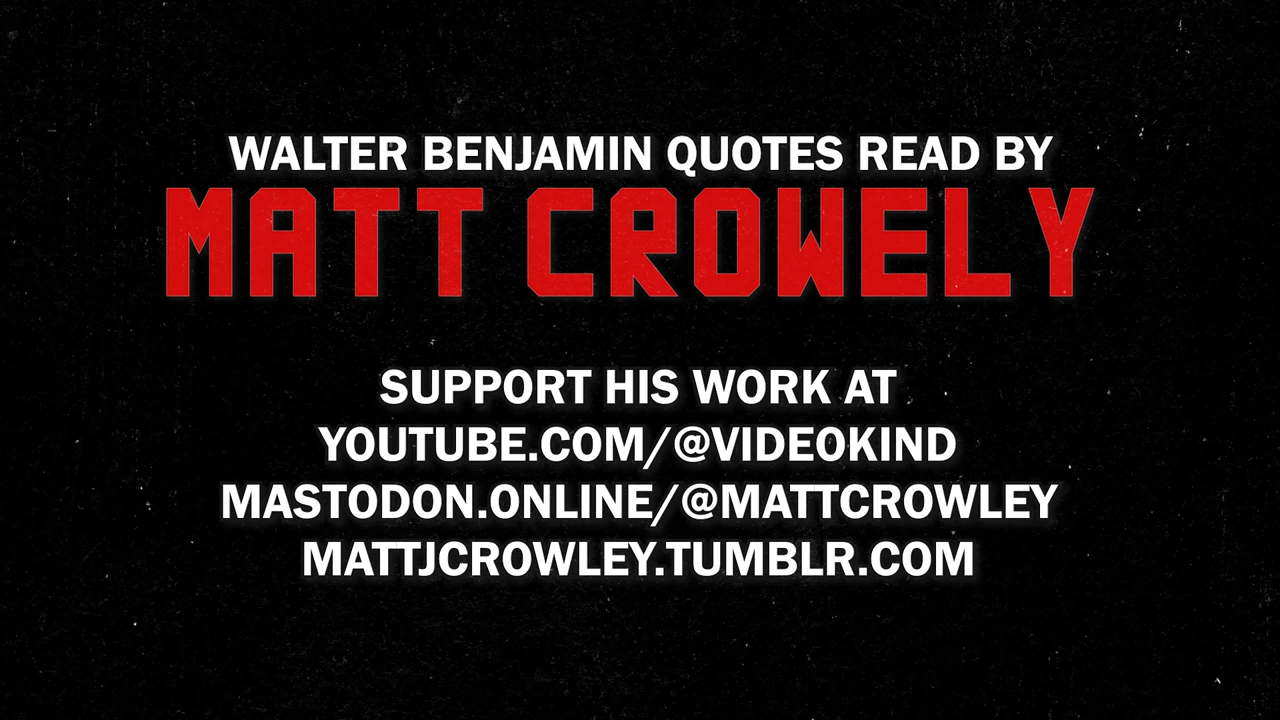 WALTER BENJAMIN QUOTES READ BY
MATT CROWELY
SUPPORT HIS WORK AT
YOUTUBE.COM/@VIDEOKIND
MASTODON.ONLINE/@MATTCROWLEY
MATTJCROWLEY.TUMBLR.COM